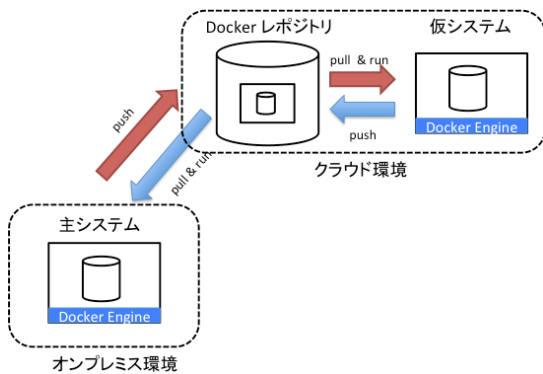 Docker レポジトリ
仮システム
pull & run
push
Docker Engine
クラウド環境
push
pull & run
主システム
Docker Engine
オンプレミス環境